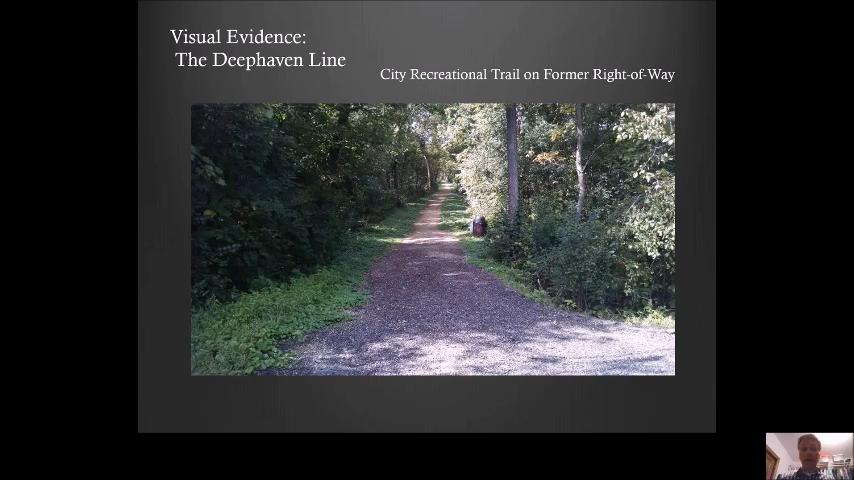 Visual Evidence:
The Deephaven Line
City Recreational Trail on Former Right-of-Way